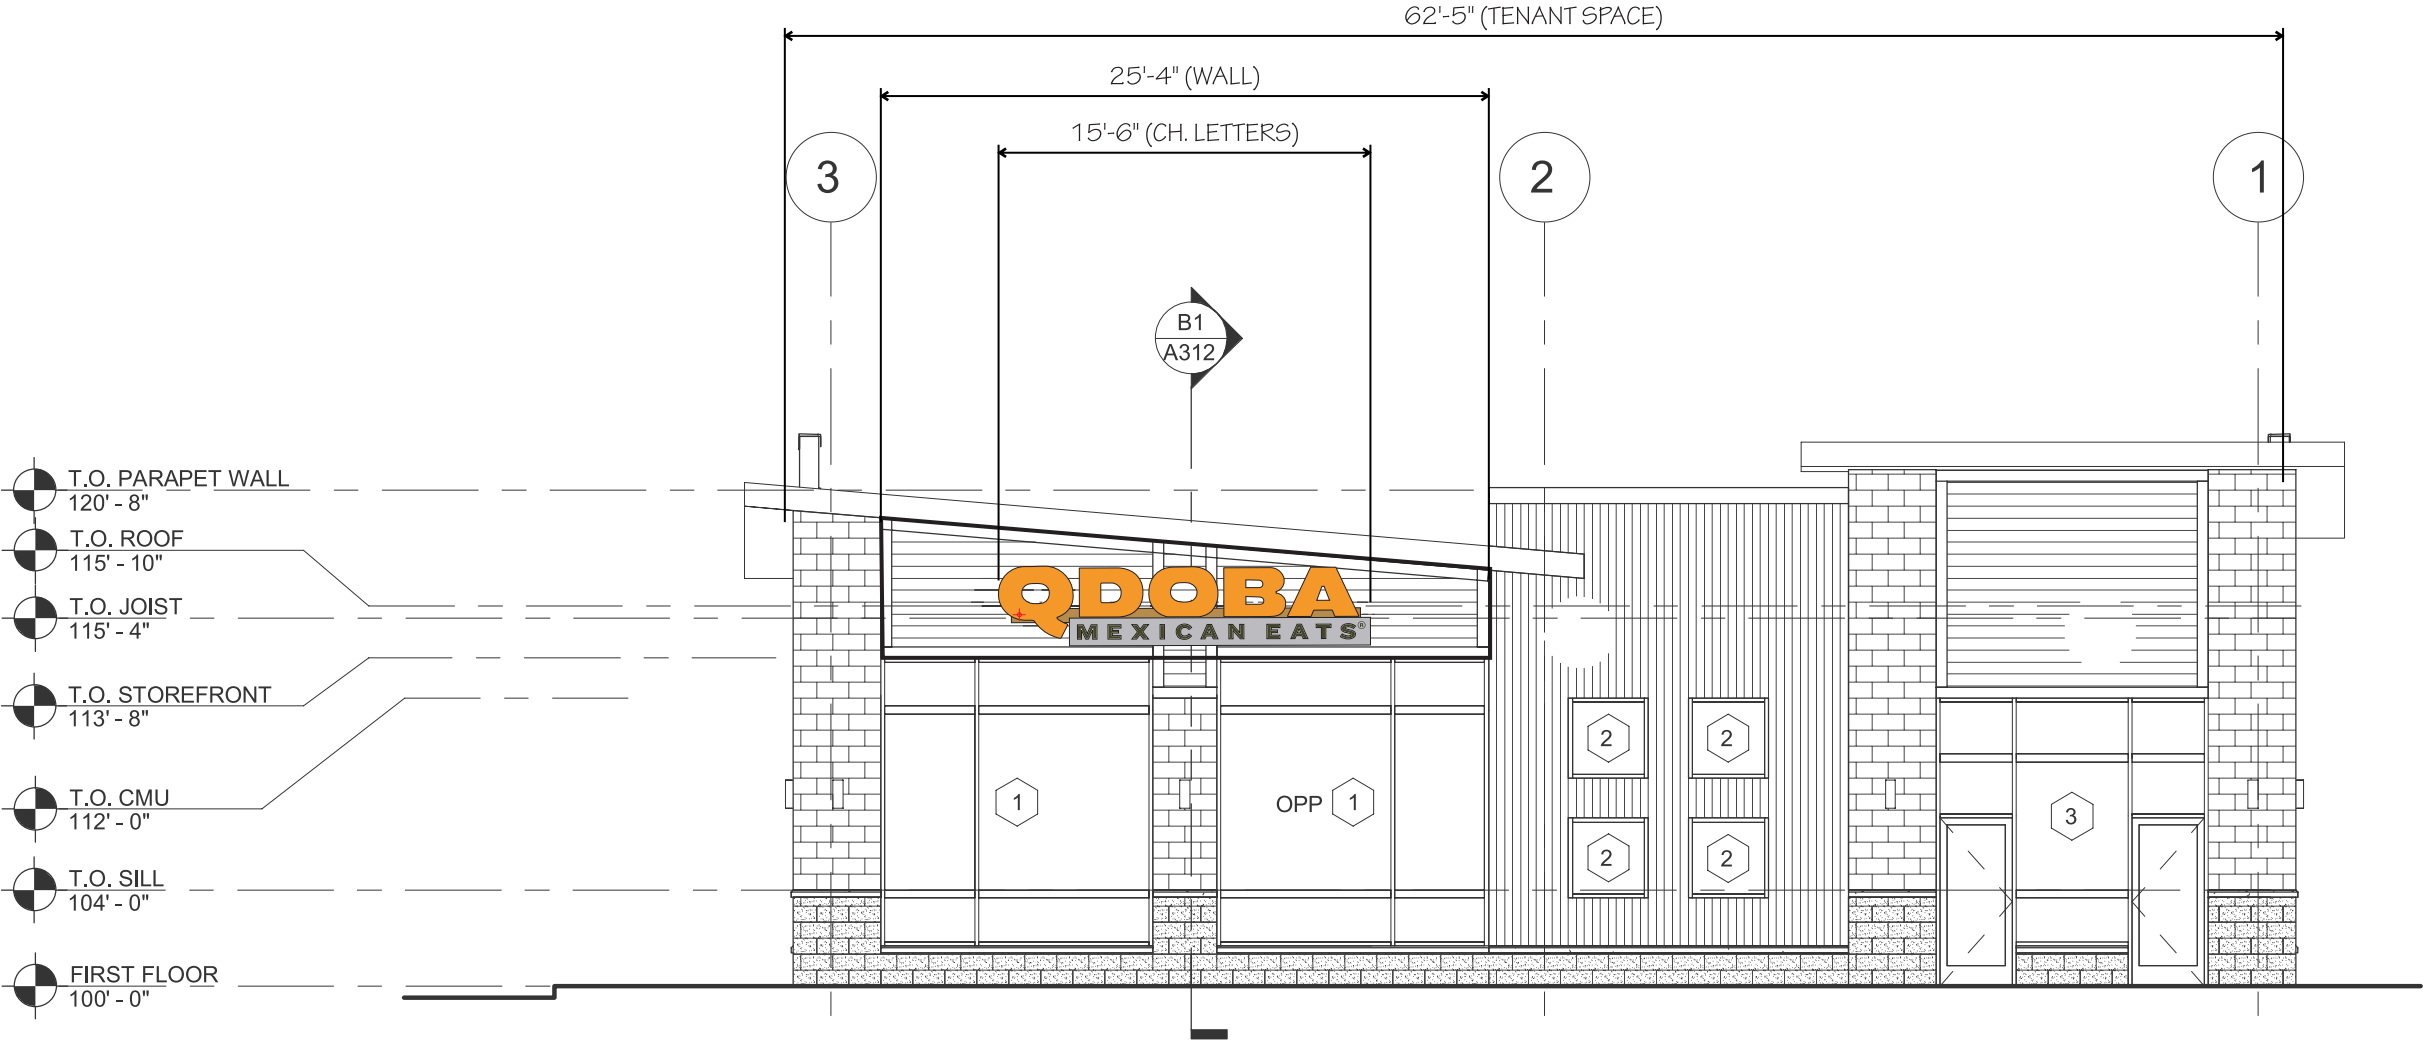 62'-5" (TENANT SPACE)
25'-4" (WALL)
15'-6" (CH. LETTERS)
3
2
1
B1
A312
T.O. PARAPET WALL
120' - 8"
T.O. ROOF
115' - 10"
T.O. JOIST
115' - 4"
QDOBA
MEXICAN EATS®
T.O. STOREFRONT
113' - 8"
2
2
T.O. CMU
112' - 0"
1
OPP 1
3
2
2
T.O. SILL
104' - 0"
FIRST FLOOR
100' - 0"